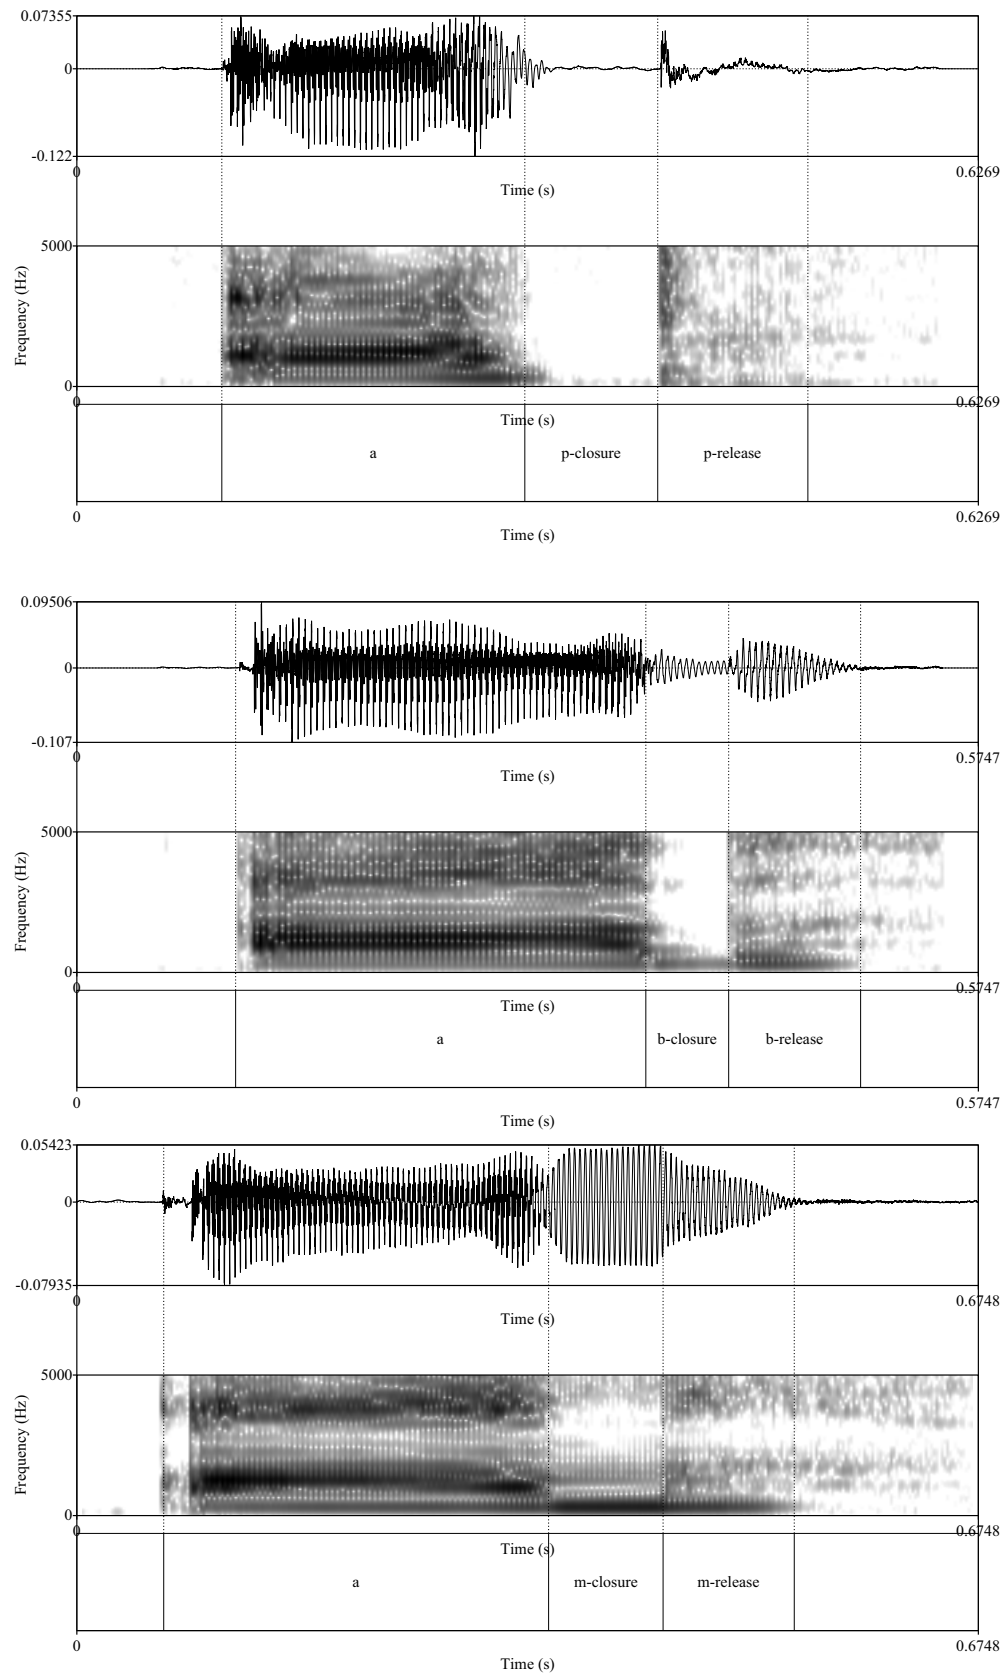 0.07355
0
-0.122
0 0.6269
Time (s)
5000
Frequency (Hz)
0
0 0.6269
Time (s)
a p-closure p-release
0 0.6269
Time (s)
0.09506
0
-0.107
0 0.5747
Time (s)
5000
Frequency (Hz)
0
0 0.5747
Time (s)
a b-closure b-release
0 0.5747
Time (s)
0.05423
0
-0.07935
0 0.6748
Time (s)
5000
Frequency (Hz)
0
0 0.6748
Time (s)
a m-closure m-release
0 0.6748
Time (s)